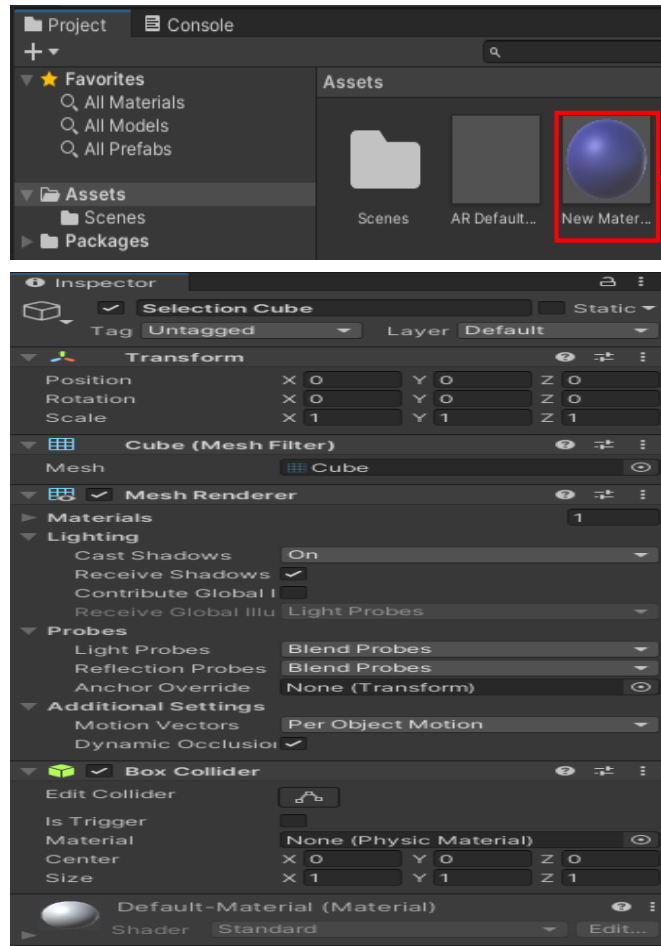 Project Console
Favorites
All Materials
All Models
All Prefabs
Assets
Scenes
Packages
Assets
Scenes AR Default... New Mater...
Inspector
Selection Cube Static
Tag Untagged Layer Default
Transform
Position X 0 Y 0 Z 0
Rotation X 0 Y 0 Z 0
Scale X 1 Y 1 Z 1
Cube (Mesh Filter)
Mesh Cube
Mesh Renderer
Materials 1
Lighting
Cast Shadows On
Receive Shadows
Contribute Global I
Receive Global Illu Light Probes
Probes
Light Probes Blend Probes
Reflection Probes Blend Probes
Anchor Override None (Transform)
Additional Settings
Motion Vectors Per Object Motion
Dynamic Occlusion
Box Collider
Edit Collider
Is Trigger
Material None (Physic Material)
Center X 0 Y 0 Z 0
Size X 1 Y 1 Z 1
Default-Material (Material)
Shader Standard Edit...